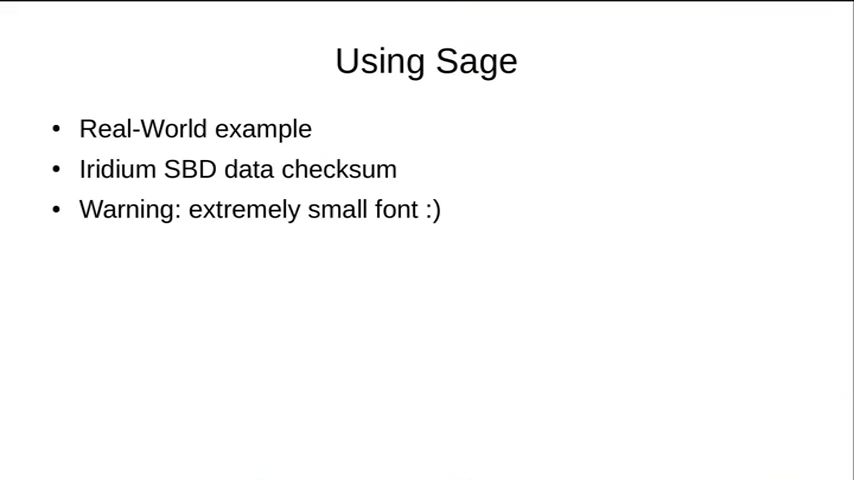 Using Sage
• Real-World example
• Iridium SBD data checksum
• Warning: extremely small font :)